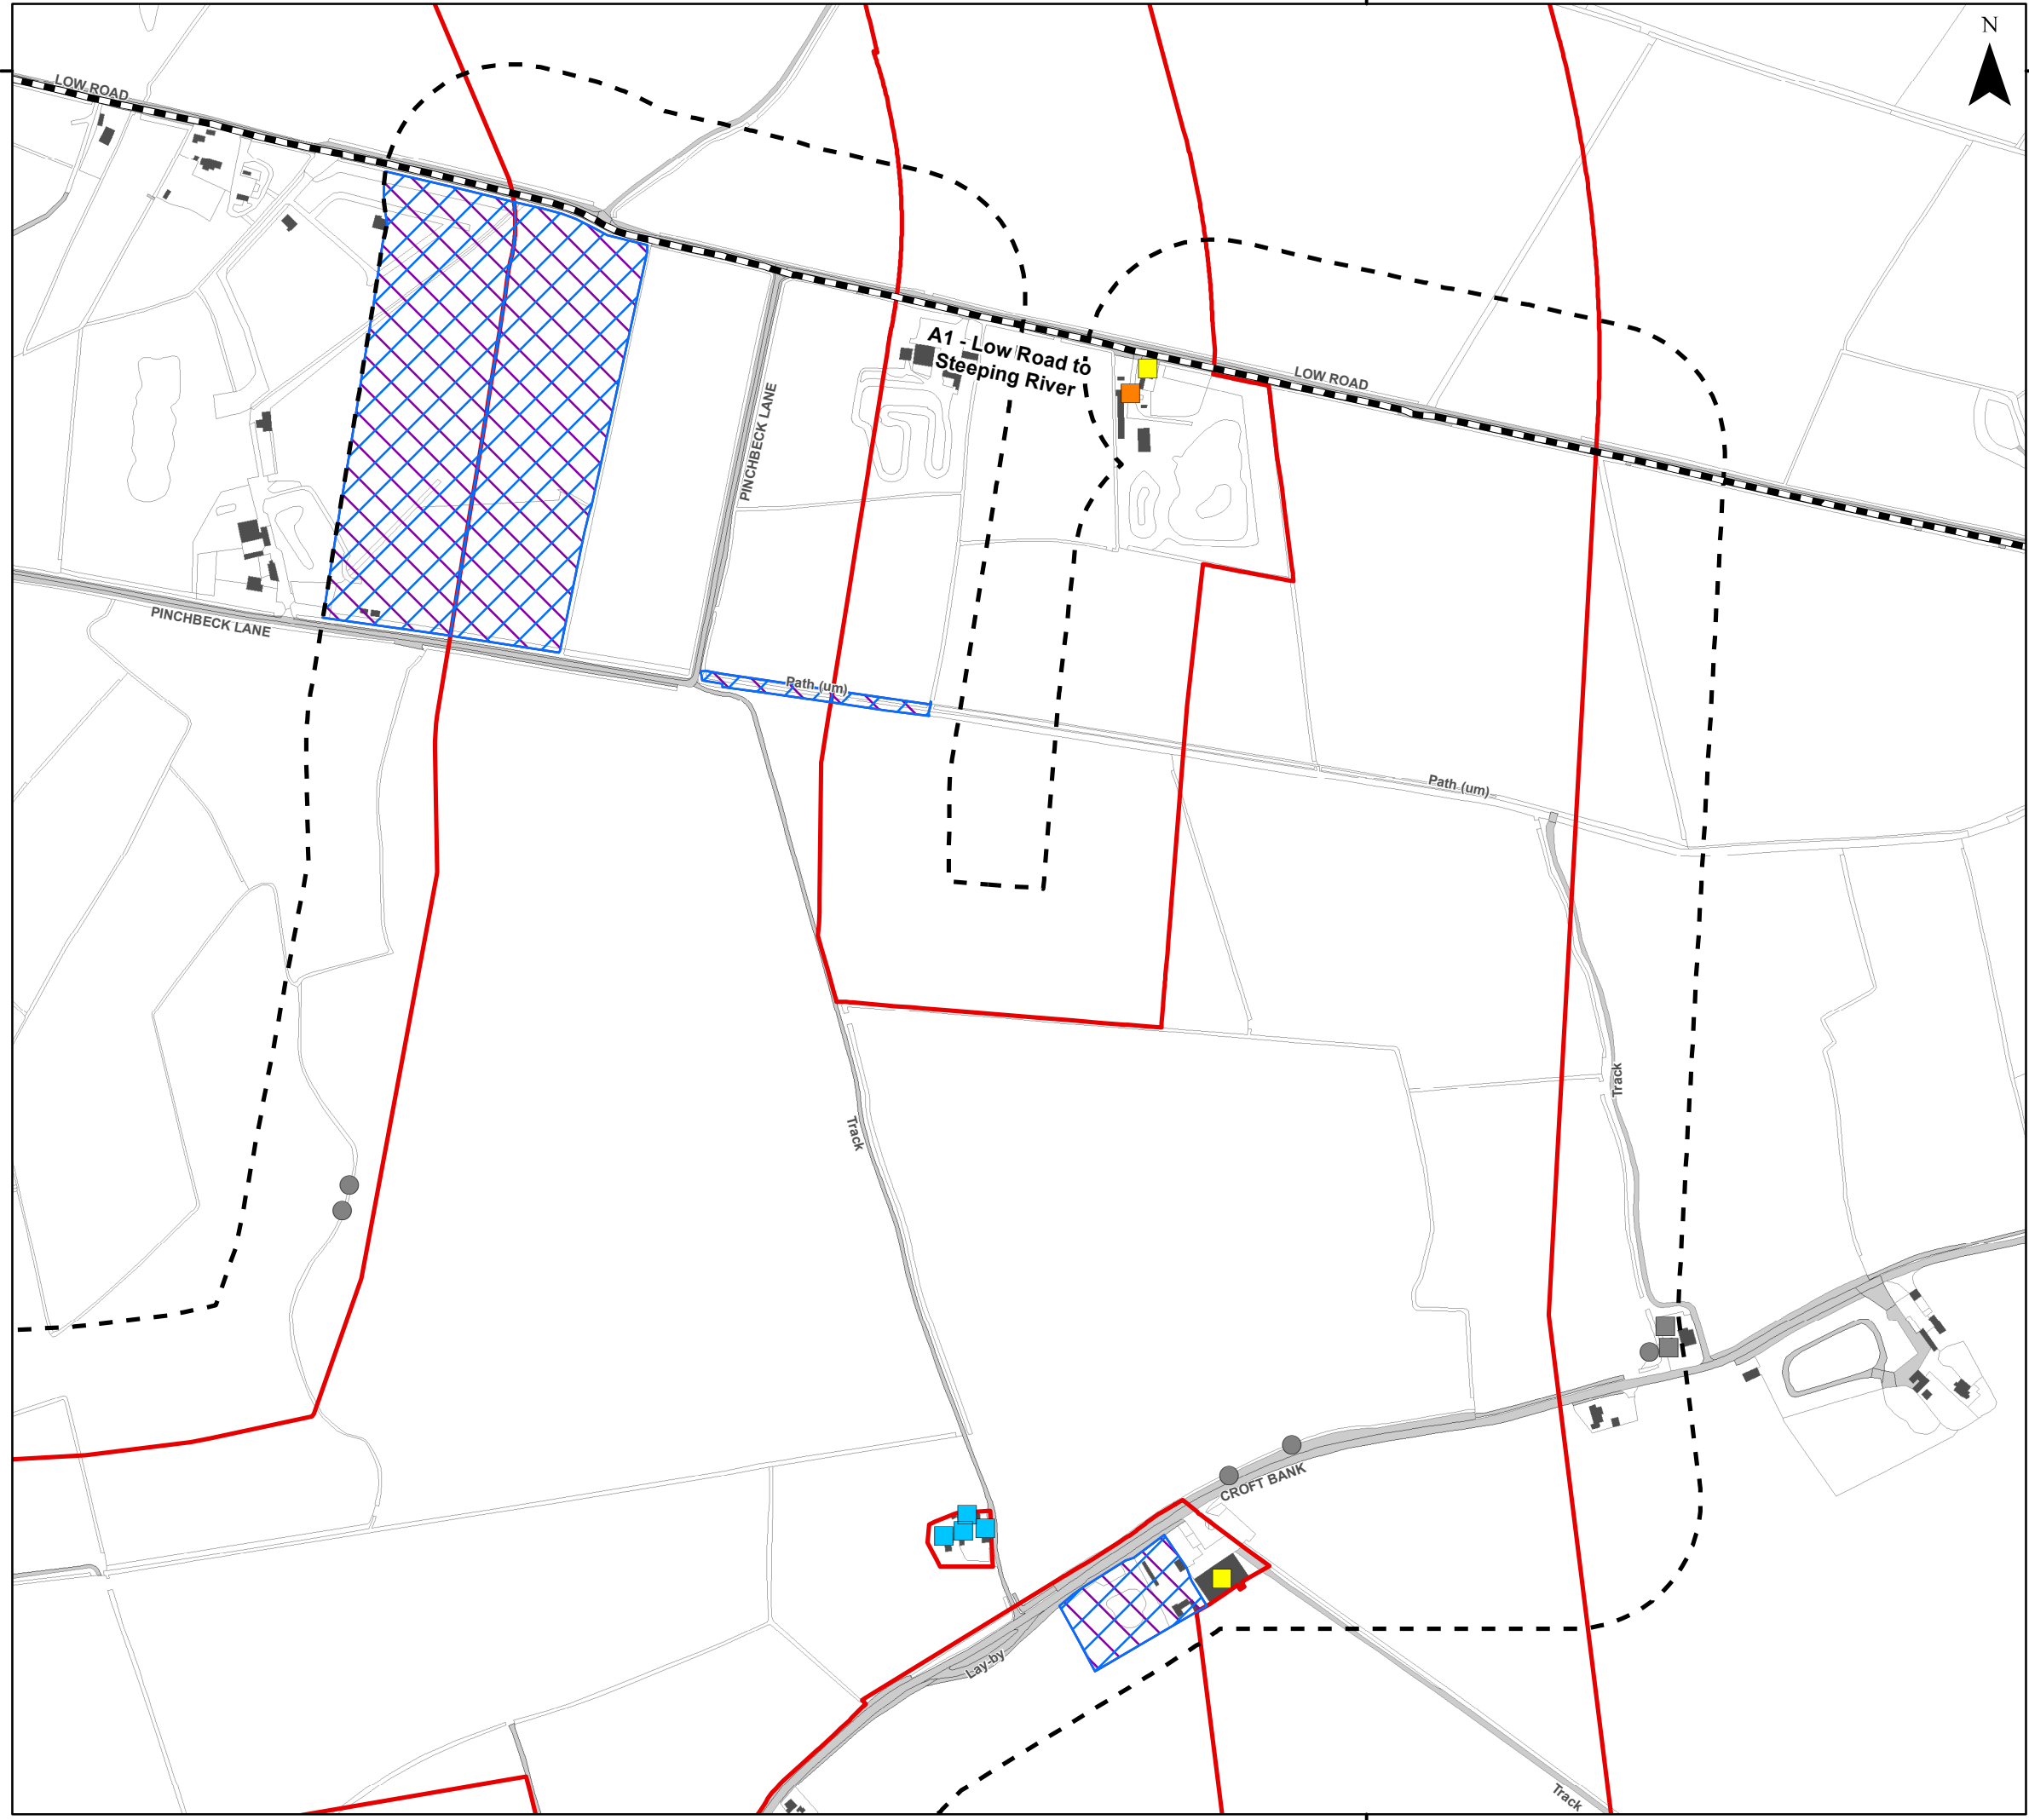 N
LOW ROAD
A1 - Low Road to
Steeping River
LOW ROAD
PINCHBECK LANE
PINCHBECK LANE
Path (um)
Path (um)
Track
Track
CROFT BANK
Lay-by
Track